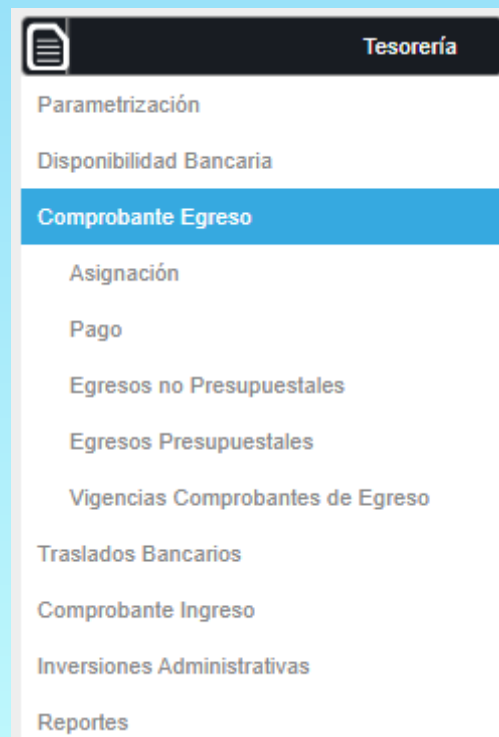 Tesorería
Parametrización
Disponibilidad Bancaria
Comprobante Egreso
Asignación
Pago
Egresos no Presupuestales
Egresos Presupuestales
Vigencias Comprobantes de Egreso
Traslados Bancarios
Comprobante Ingreso
Inversiones Administrativas
Reportes